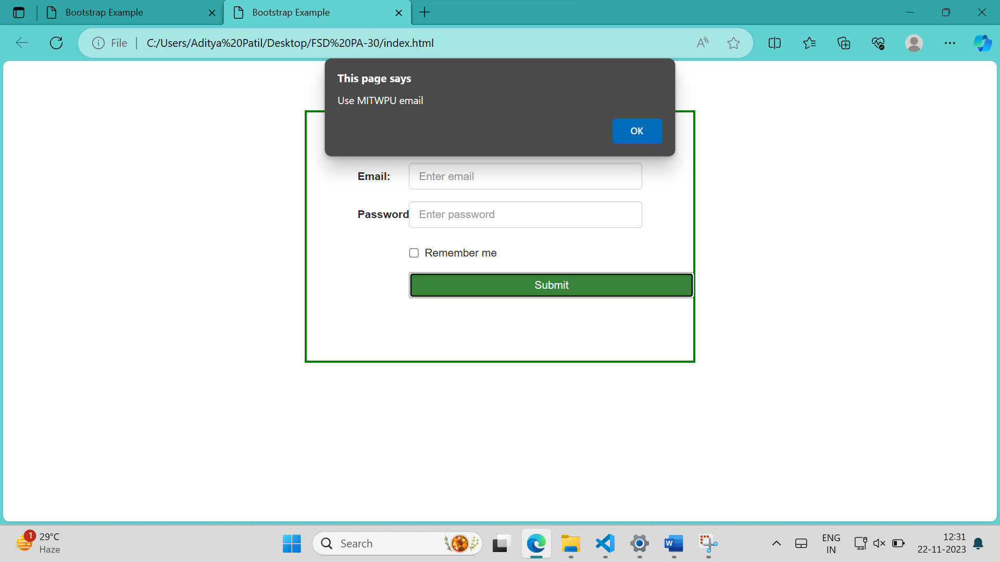 Bootstrap Example
Bootstrap Example
File
C:/Users/Aditya%20Patil/Desktop/FSD%20PA-30/index.html
This page says
Use MITWPU email
OK
Email:
Enter email
Password
Enter password
Remember me
Submit
1
29°C
Haze
Search
W
ENG
IN
12:31
22-11-2023